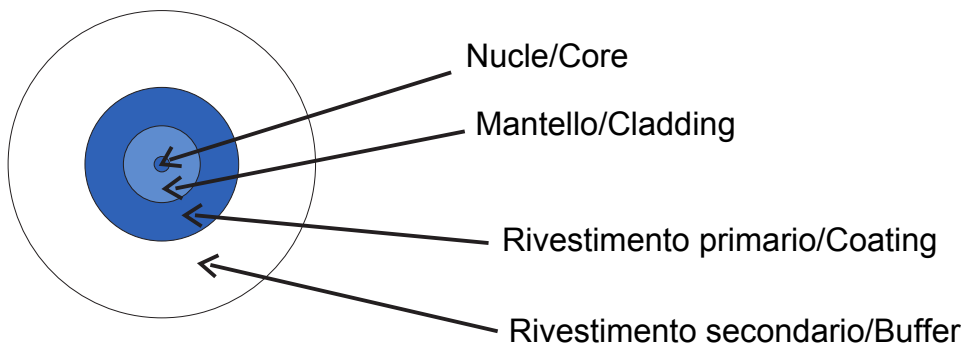 Nucle/Core
Mantello/Cladding
Rivestimento primario/Coating
Rivestimento secondario/Buffer